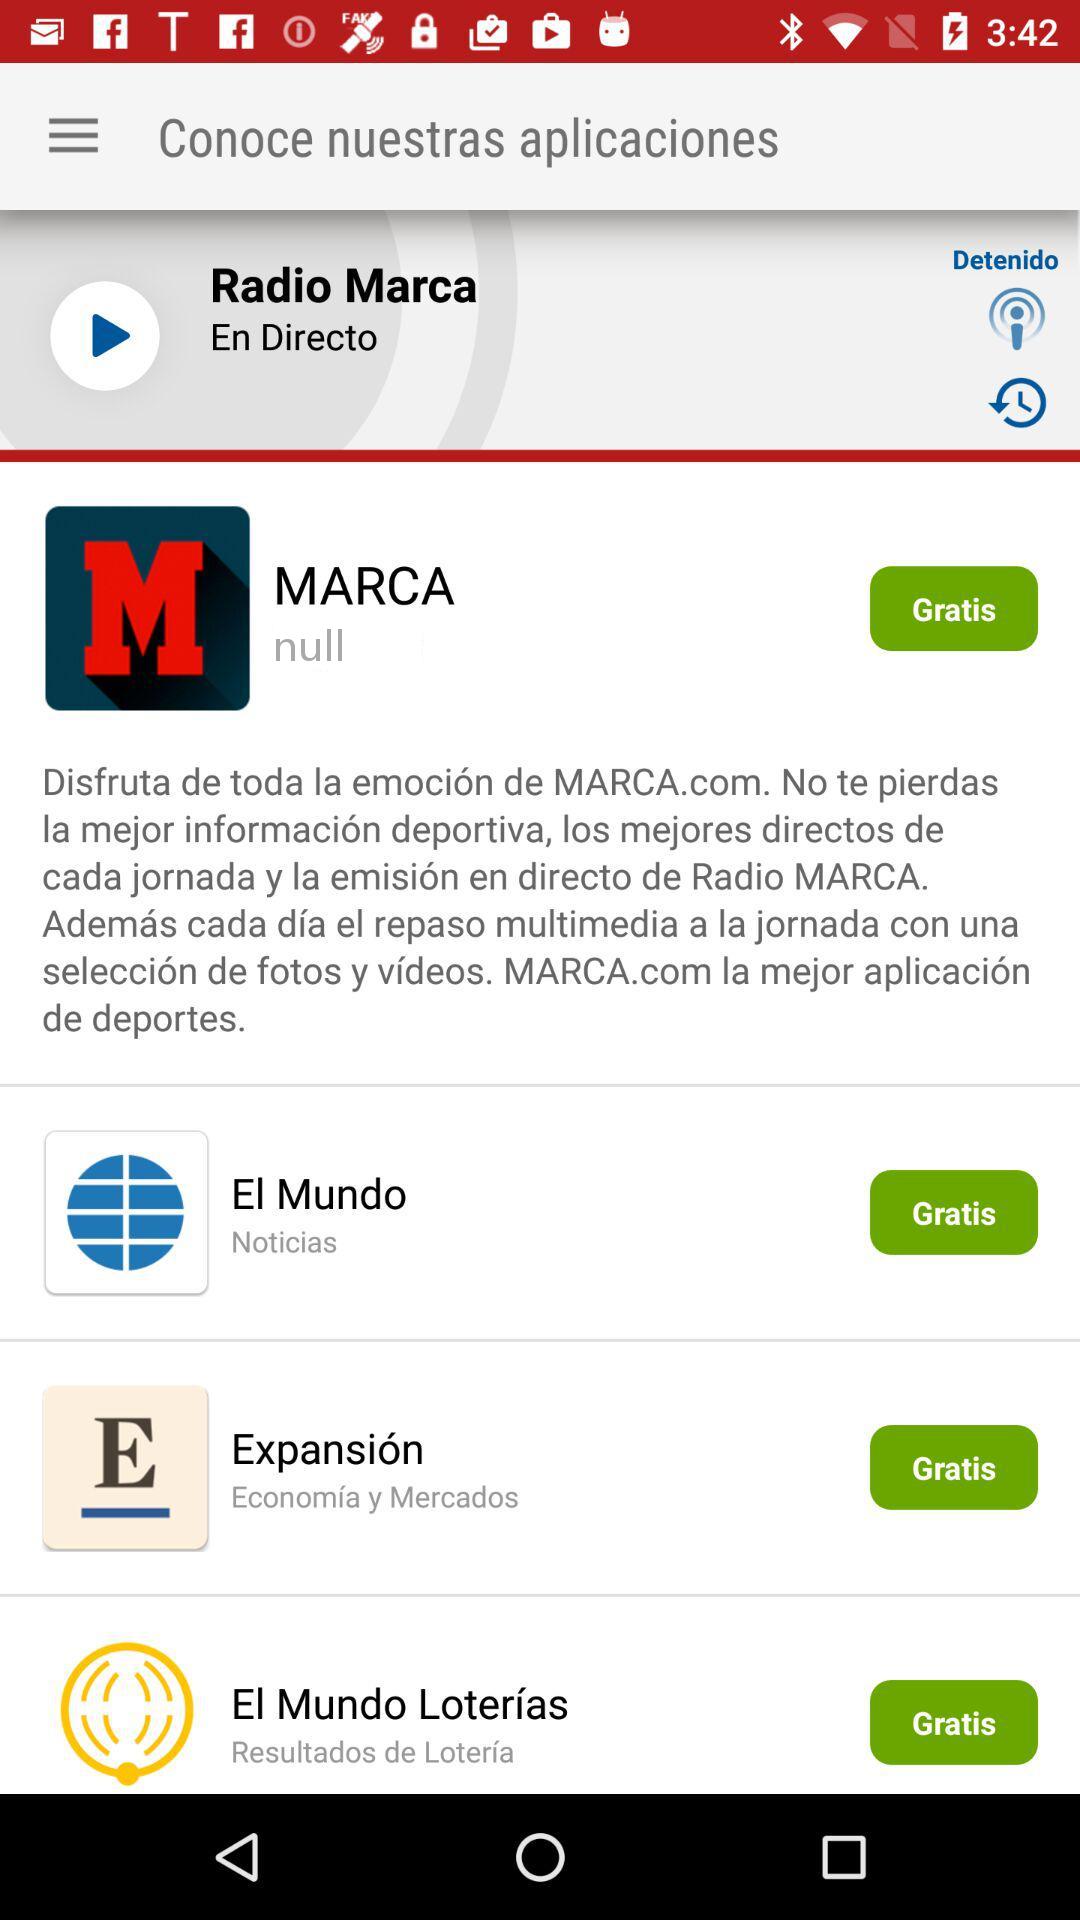 FAKE
3:42
Conoce nuestras aplicaciones
Radio Marca
En Directo
Detenido
M
MARCA
null
Gratis
Disfruta de toda la emoción de MARCA.com. No te pierdas
la mejor información deportiva, los mejores directos de
cada jornada y la emisión en directo de Radio MARCA.
Además cada día el repaso multimedia a la jornada con una
selección de fotos y vídeos. MARCA.com la mejor aplicación
de deportes.
El Mundo
Noticias
Gratis
E
Expansión
Economía y Mercados
Gratis
El Mundo Loterías
Resultados de Lotería
Gratis